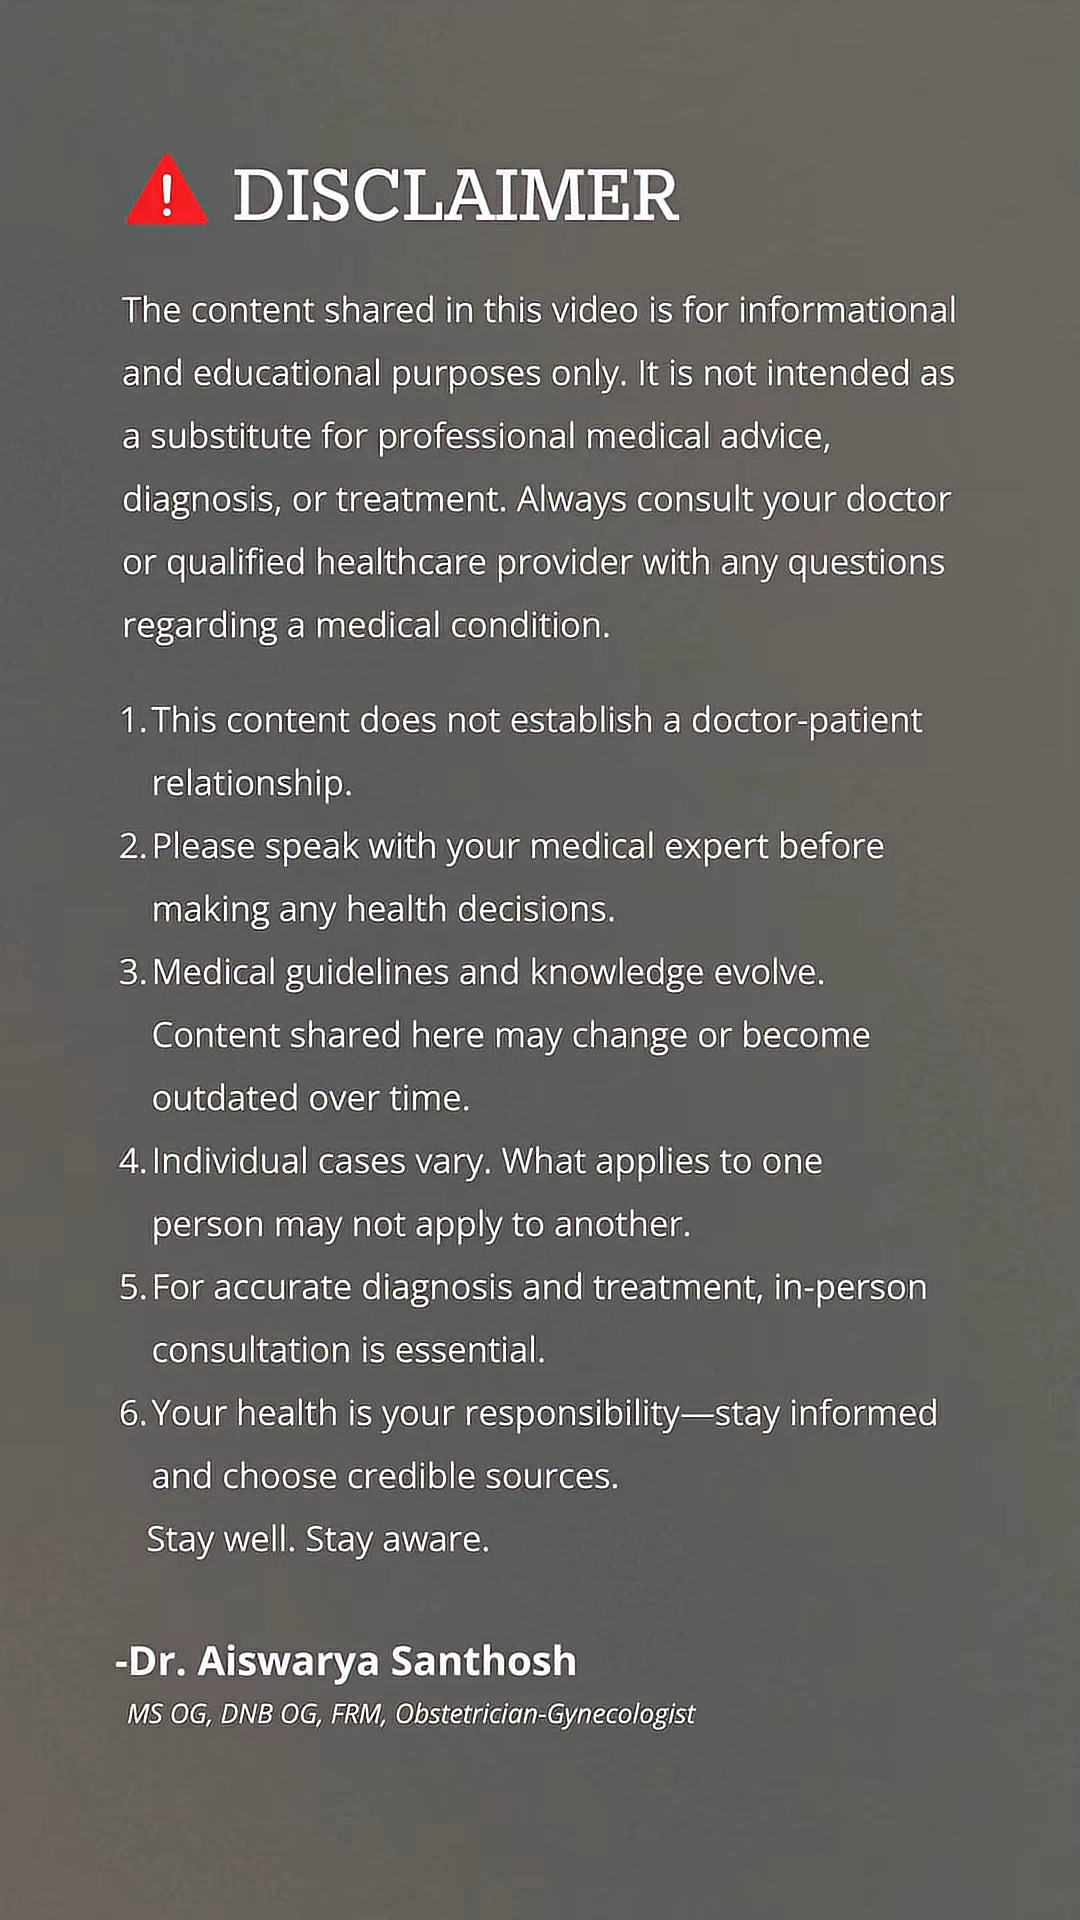 DISCLAIMER
The content shared in this video is for informational
and educational purposes only. It is not intended as
a substitute for professional medical advice,
diagnosis, or treatment. Always consult your doctor
or qualified healthcare provider with any questions
regarding a medical condition.
1. This content does not establish a doctor-patient
relationship.
2. Please speak with your medical expert before
making any health decisions.
3. Medical guidelines and knowledge evolve.
Content shared here may change or become
outdated over time.
4. Individual cases vary. What applies to one
person may not apply to another.
5. For accurate diagnosis and treatment, in-person
consultation is essential.
6. Your health is your responsibility—stay informed
and choose credible sources.
Stay well. Stay aware.
-Dr. Aiswarya Santhosh
MS OG, DNB OG, FRM, Obstetrician-Gynecologist